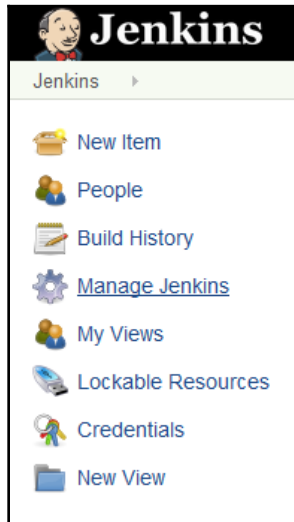 Jenkins
Jenkins
New Item
People
Build History
Manage Jenkins
My Views
Lockable Resources
Credentials
New View